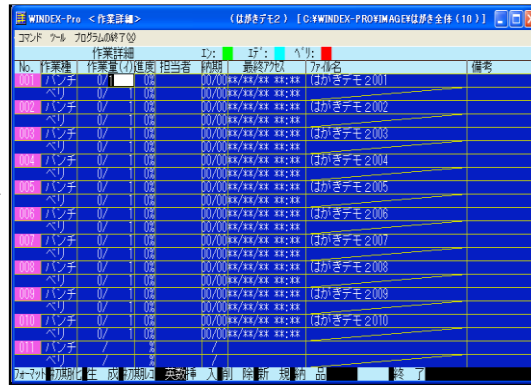 WINDEX-Pro <作業詳細> (はがきデモ2) [C:¥WINDEX-PRO¥IMAGE¥はがき全体(10)]
コマンド ツール プログラムの終了(X)
作業詳細 エン: エデ: ベリ:
No. 作業種 作業量(イ) 進度 担当者 納期 最終アクセス ファイル名 備考
001 パンチ 0/ 1 0% 00/00 **/**/** **:** はがきデモ2001
ベリ 0/ 1 0% 00/00 **/**/** **:**
002 パンチ 0/ 1 0% 00/00 **/**/** **:** はがきデモ2002
ベリ 0/ 1 0% 00/00 **/**/** **:**
003 パンチ 0/ 1 0% 00/00 **/**/** **:** はがきデモ2003
ベリ 0/ 1 0% 00/00 **/**/** **:**
004 パンチ 0/ 1 0% 00/00 **/**/** **:** はがきデモ2004
ベリ 0/ 1 0% 00/00 **/**/** **:**
005 パンチ 0/ 1 0% 00/00 **/**/** **:** はがきデモ2005
ベリ 0/ 1 0% 00/00 **/**/** **:**
006 パンチ 0/ 1 0% 00/00 **/**/** **:** はがきデモ2006
ベリ 0/ 1 0% 00/00 **/**/** **:**
007 パンチ 0/ 1 0% 00/00 **/**/** **:** はがきデモ2007
ベリ 0/ 1 0% 00/00 **/**/** **:**
008 パンチ 0/ 1 0% 00/00 **/**/** **:** はがきデモ2008
ベリ 0/ 1 0% 00/00 **/**/** **:**
009 パンチ 0/ 1 0% 00/00 **/**/** **:** はがきデモ2009
ベリ 0/ 1 0% 00/00 **/**/** **:**
010 パンチ 0/ 1 0% 00/00 **/**/** **:** はがきデモ2010
ベリ 0/ 1 0% 00/00 **/**/** **:**
011 パンチ / % /
ベリ / % /
フォーマット 初期化 生 成 英数 挿 入 削 除 新 規 納 品 終 了